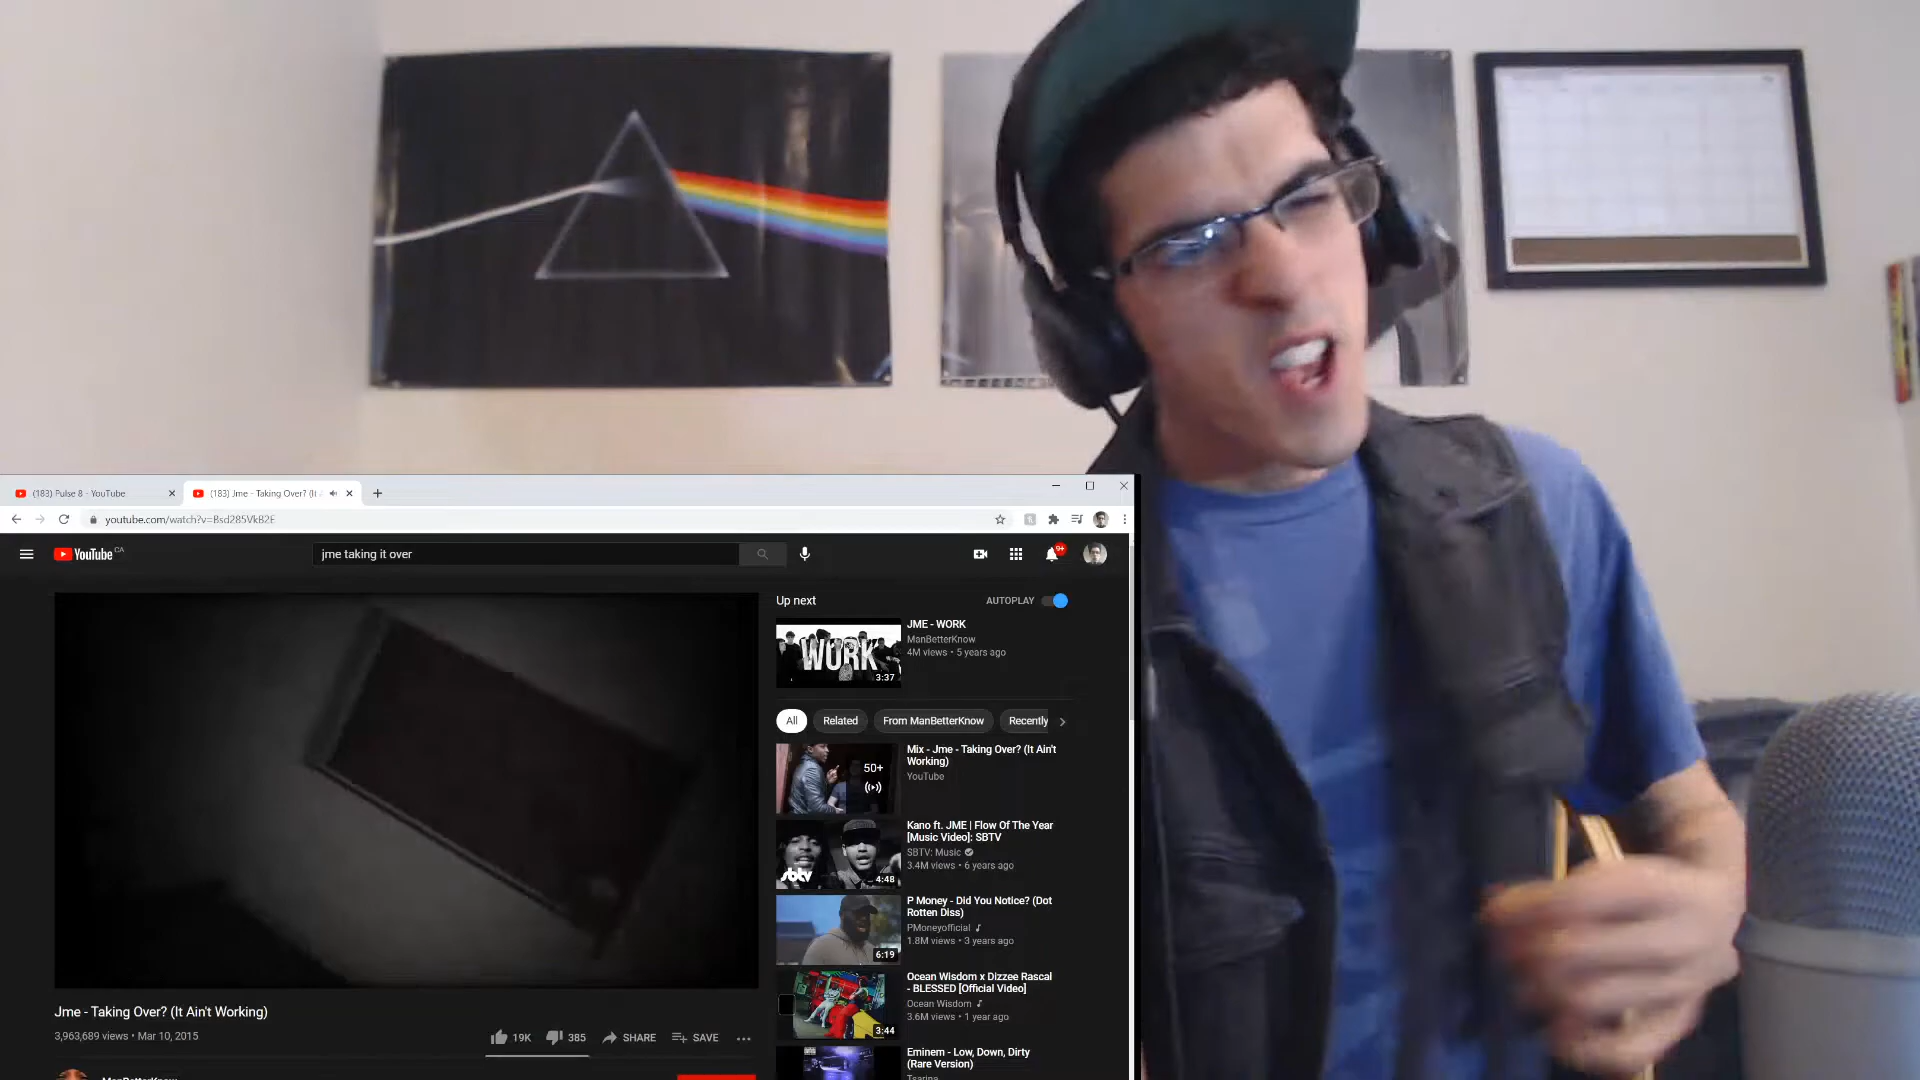 (183) Pulse 8 - YouTube
(183) Jme - Taking Over? (It
youtube.com/watch?v=Bsd285VkB2E
YouTube CA
jme taking it over
9+
Up next
AUTOPLAY
WORK
3:37
JME - WORK
ManBetterKnow
4M views • 5 years ago
All
Related
From ManBetterKnow
Recently
50+
Mix - Jme - Taking Over? (It Ain't
Working)
YouTube
sbtv
4:48
Kano ft. JME | Flow Of The Year
[Music Video]: SBTV
SBTV: Music
3.4M views • 6 years ago
6:19
P Money - Did You Notice? (Dot
Rotten Diss)
PMoneyofficial
1.8M views • 3 years ago
3:44
Ocean Wisdom x Dizzee Rascal
- BLESSED [Official Video]
Ocean Wisdom
3.6M views • 1 year ago
Eminem - Low, Down, Dirty
(Rare Version)
Tsarina
Jme - Taking Over? (It Ain't Working)
3,963,689 views • Mar 10, 2015
19K
385
SHARE
SAVE
ManBetterKnow